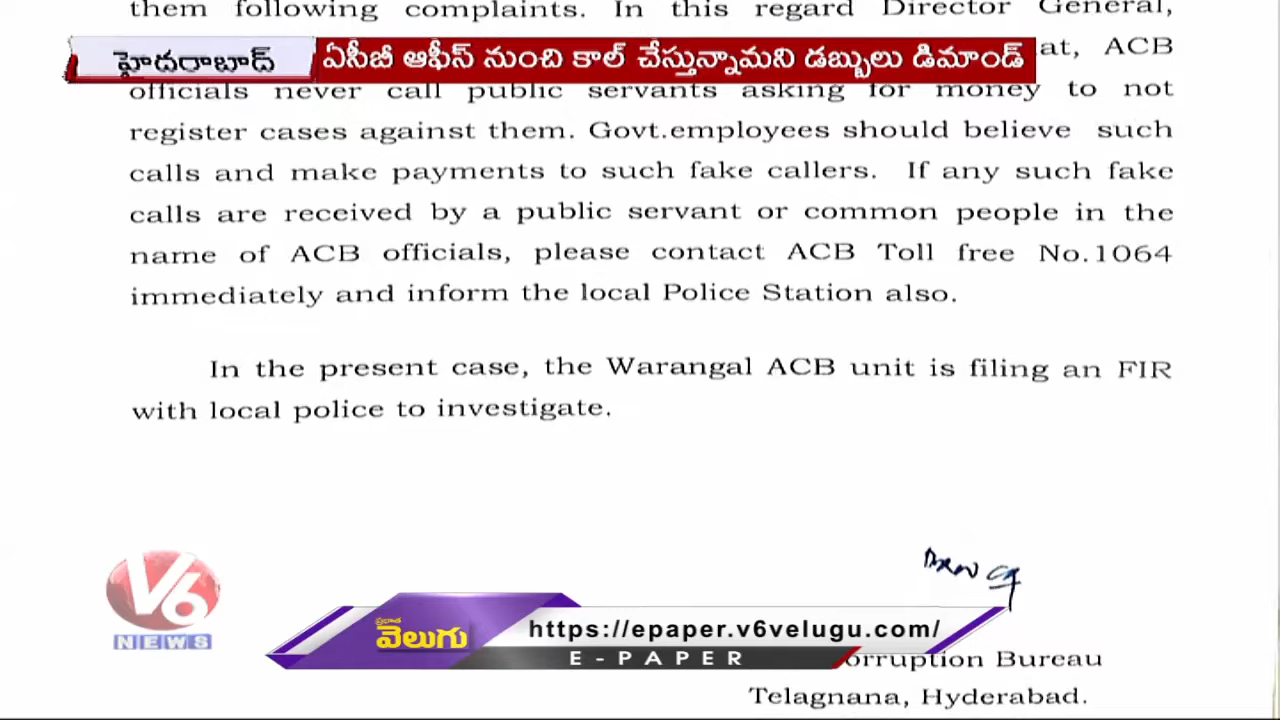 them following complaints. In this regard Director General,
హైదరాబాద్ ఏసీబీ ఆఫీస్ నుంచి కాల్ చేస్తున్నామని డబ్బులు డిమాండ్ at, ACB
officials never call public servants asking for money to not
register cases against them. Govt.employees should believe such
calls and make payments to such fake callers. If any such fake
calls are received by a public servant or common people in the
name of ACB officials, please contact ACB Toll free No.1064
immediately and inform the local Police Station also.
In the present case, the Warangal ACB unit is filing an FIR
with local police to investigate.
V6
NEWS
ప్రభాత
వెలుగు
https://epaper.v6velugu.com/
E-PAPER
orruption Bureau
Telagnana, Hyderabad.